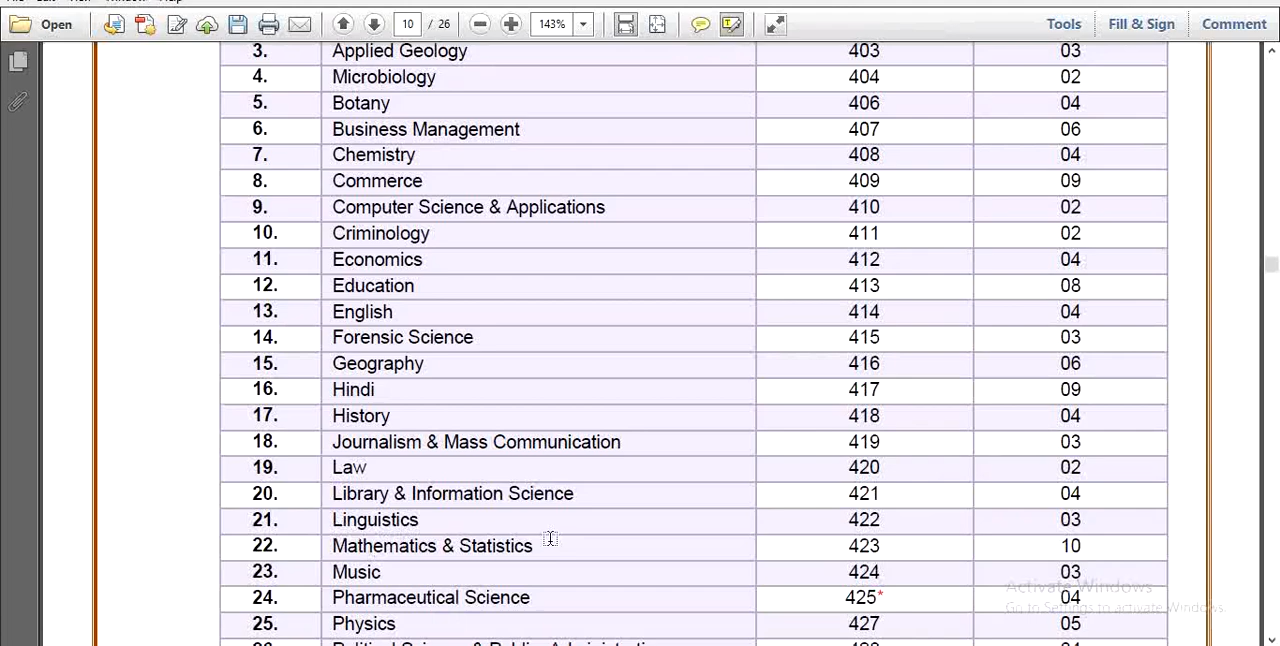 Open 10 / 26 143% Tools Fill & Sign Comment
3. Applied Geology 403 03
4. Microbiology 404 02
5. Botany 406 04
6. Business Management 407 06
7. Chemistry 408 04
8. Commerce 409 09
9. Computer Science & Applications 410 02
10. Criminology 411 02
11. Economics 412 04
12. Education 413 08
13. English 414 04
14. Forensic Science 415 03
15. Geography 416 06
16. Hindi 417 09
17. History 418 04
18. Journalism & Mass Communication 419 03
19. Law 420 02
20. Library & Information Science 421 04
21. Linguistics 422 03
22. Mathematics & Statistics 423 10
23. Music 424 03
Activate Windows
24. Pharmaceutical Science 425* 04
Go to Settings to activate Windows.
25. Physics 427 05